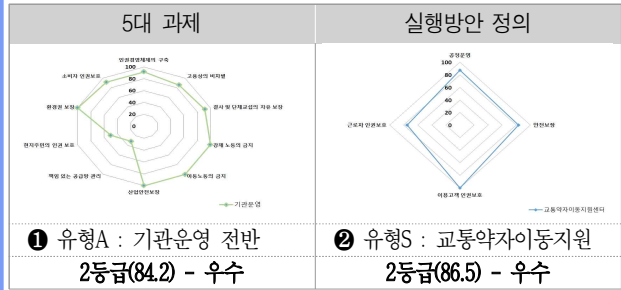 5대 과제
실행방안 정의
인권경영체제의 구축
고용상의 비차별
결사 및 단체교섭의 자유 보장
강제 노동의 금지
아동노동의 금지
산업안전보장
책임 있는 공급망 관리
현지주민의 인권 보호
환경권 보장
소비자 인권보호
100
80
60
40
20
0
기관운영
공정운영
안전보장
이용고객 인권보호
근로자 인권보호
100
80
60
40
20
0
교통약자이동지원센터
❶ 유형A : 기관운영 전반
❷ 유형S : 교통약자이동지원
2등급(84.2) - 우수
2등급(86.5) - 우수